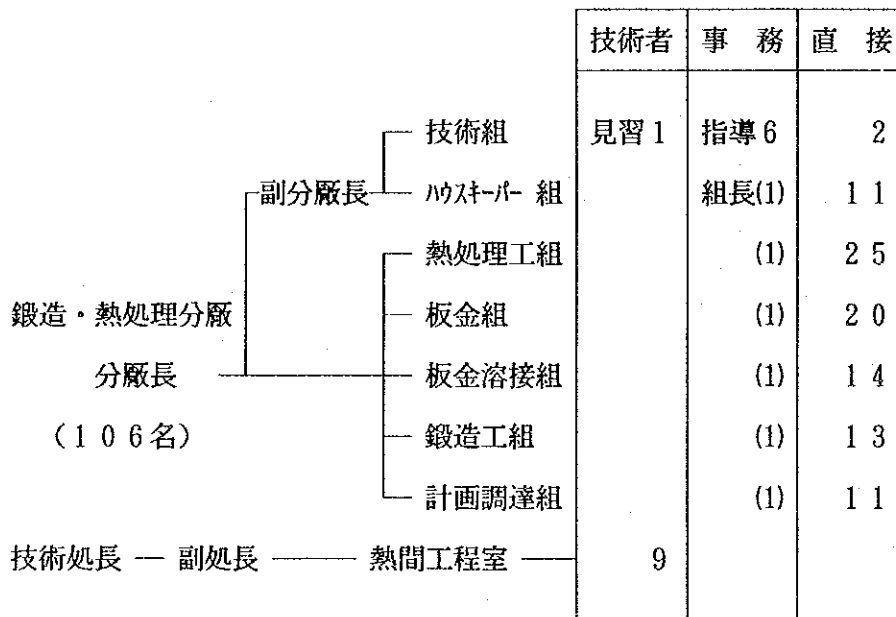 技術者 事 務 直 接
技術組 見習1 指導6 2
副分廠長 ハウスキーパー 組 組長(1) 11
熱処理工組 (1) 25
鍛造・熱処理分廠 板金組 (1) 20
分廠長 板金溶接組 (1) 14
(106名) 鍛造工組 (1) 13
計画調達組 (1) 11
技術処長 副処長 熱間工程室 9